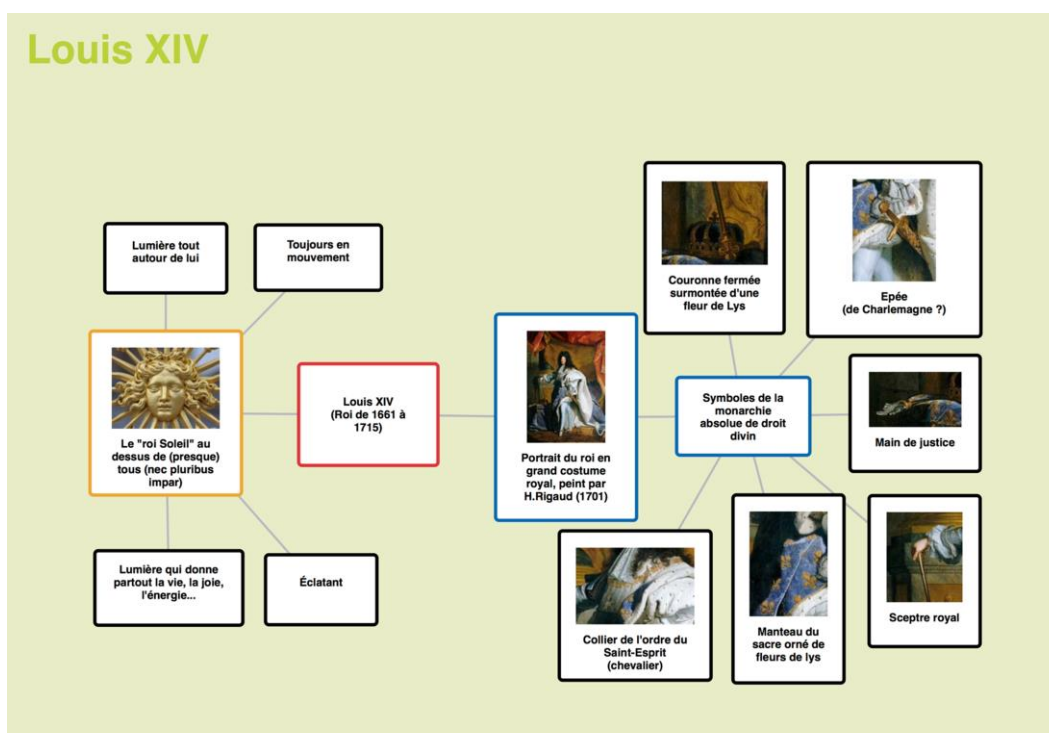 Louis XIV
Lumière tout
autour de lui
Toujours en
mouvement
Le "roi Soleil" au
dessus de (presque)
tous (nec pluribus
impar)
Lumière qui donne
partout la vie, la joie,
l'énergie...
Éclatant
Louis XIV
(Roi de 1661 à
1715)
Portrait du roi en
grand costume
royal, peint par
H.Rigaud (1701)
Symboles de la
monarchie
absolue de droit
divin
Couronne fermée
surmontée d'une
fleur de Lys
Epée
(de Charlemagne ?)
Main de justice
Sceptre royal
Manteau du
sacre orné de
fleurs de lys
Collier de l'ordre du
Saint-Esprit
(chevalier)